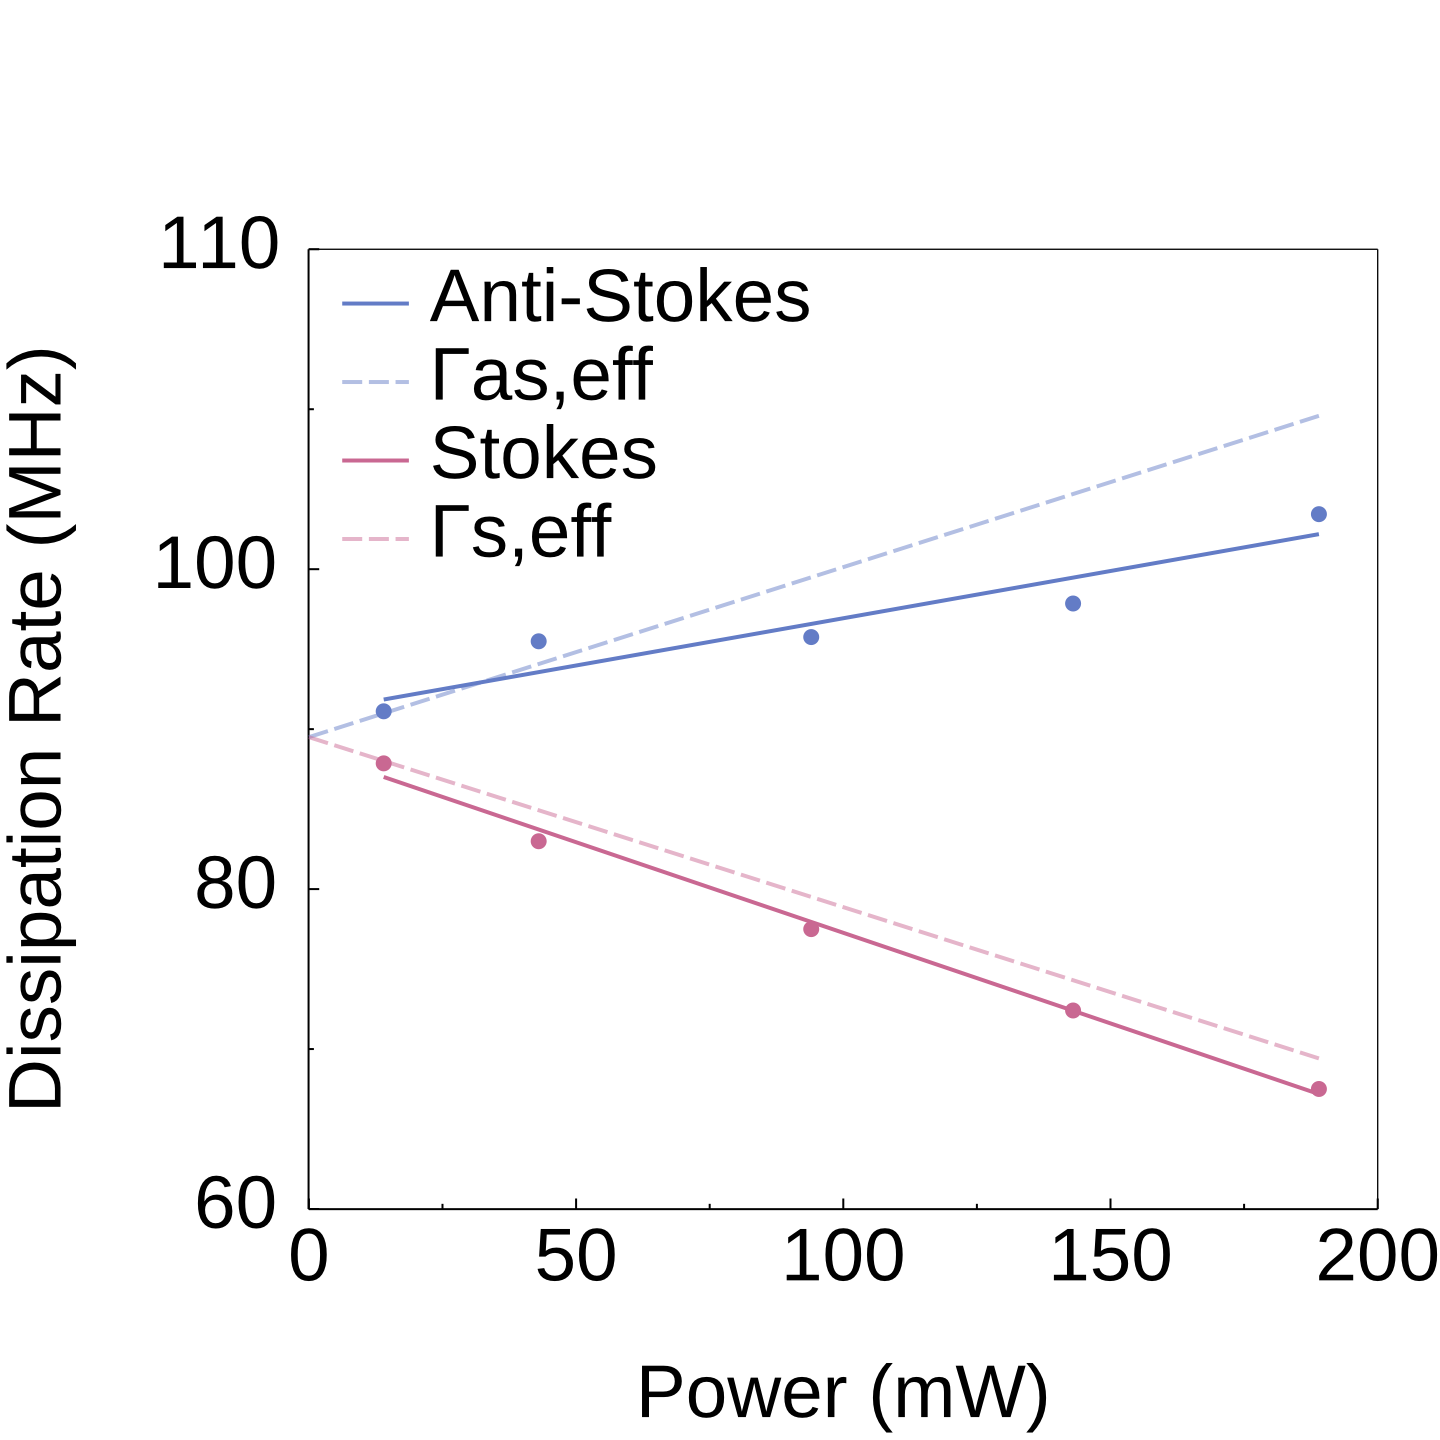 110
100
80
60
Dissipation Rate (MHz)
Anti-Stokes
Γas,eff
Stokes
Γs,eff
0 50 100 150 200
Power (mW)